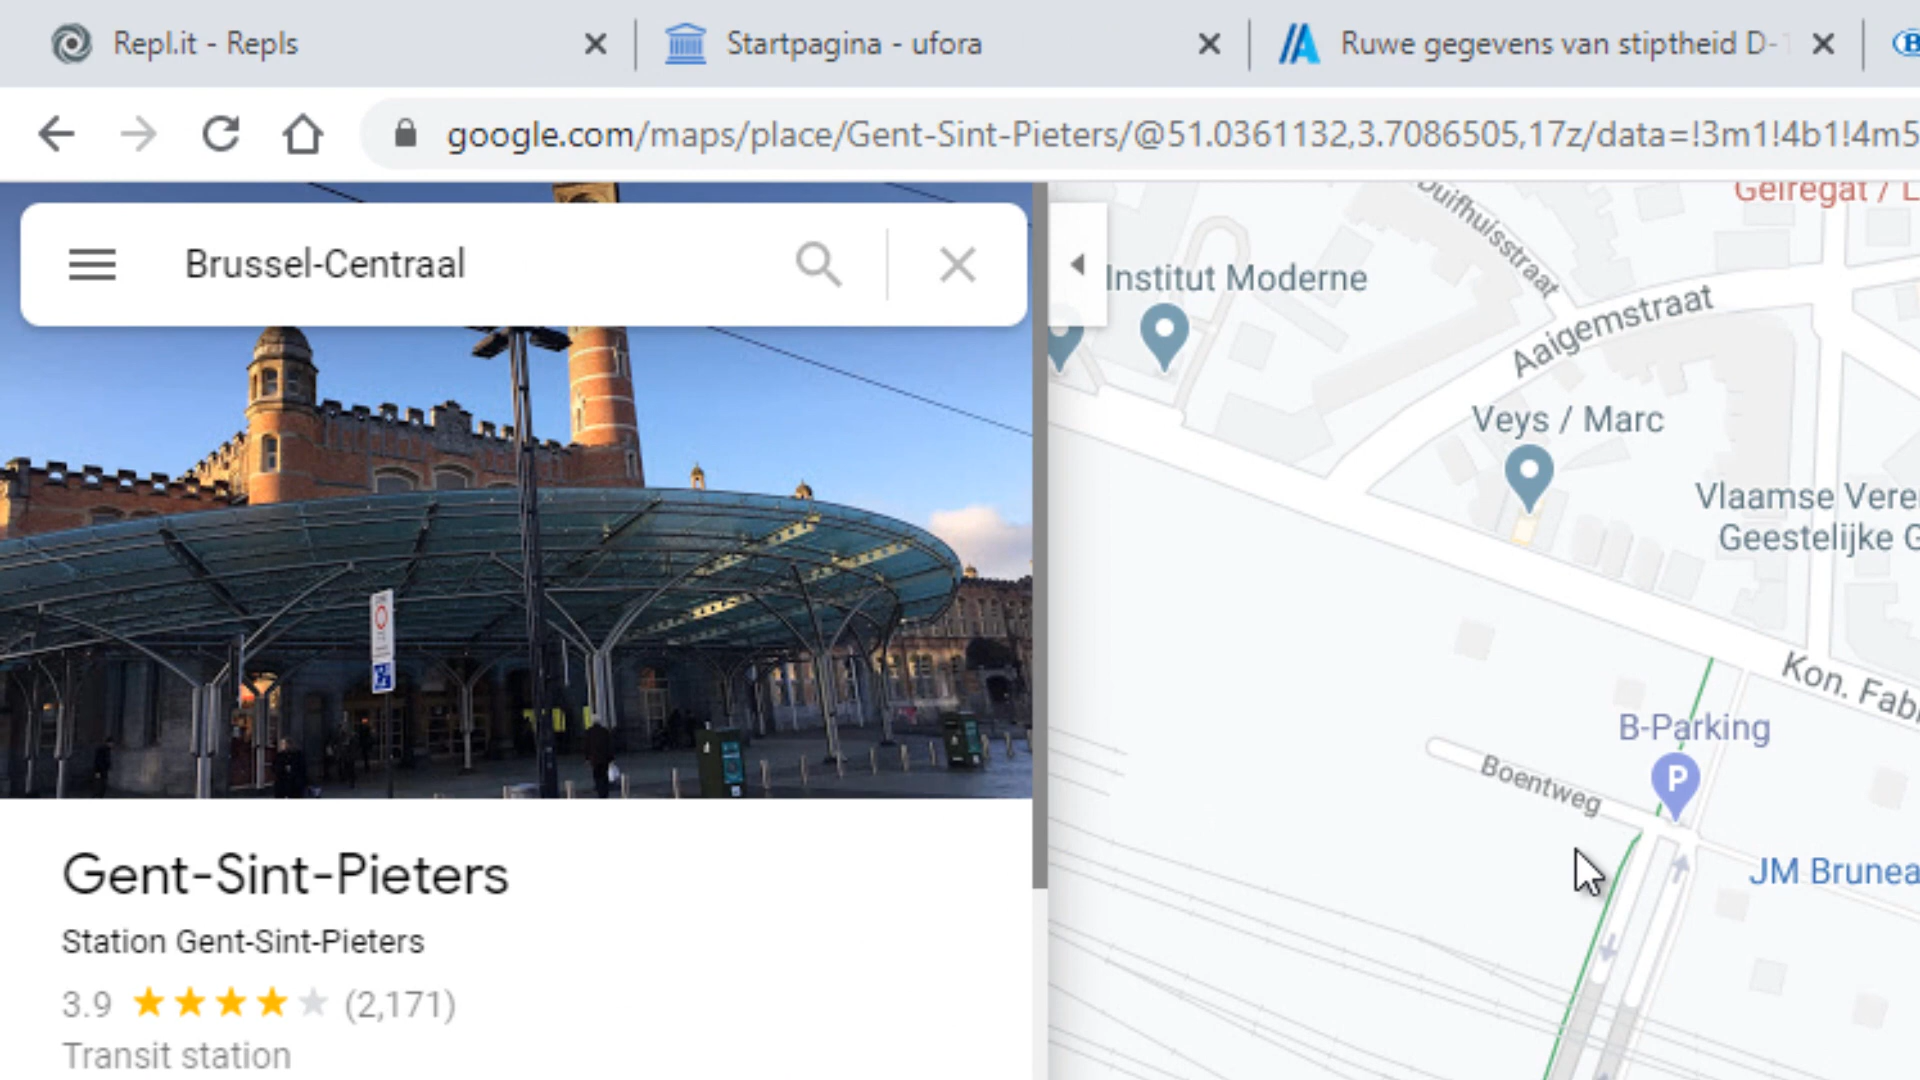 Repl.it - Repls
Startpagina - ufora
Ruwe gegevens van stiptheid D-
google.com/maps/place/Gent-Sint-Pieters/@51.0361132,3.7086505,17z/data=!3m1!4b1!4m5
Brussel-Centraal
Gent-Sint-Pieters
Station Gent-Sint-Pieters
3.9 (2,171)
Transit station
Duifhuisstraat
Gelregat / L
Institut Moderne
Aaigemstraat
Veys / Marc
Vlaamse Vere
Geestelijke G
Kon. Fab
B-Parking
P
Boentweg
JM Brunea